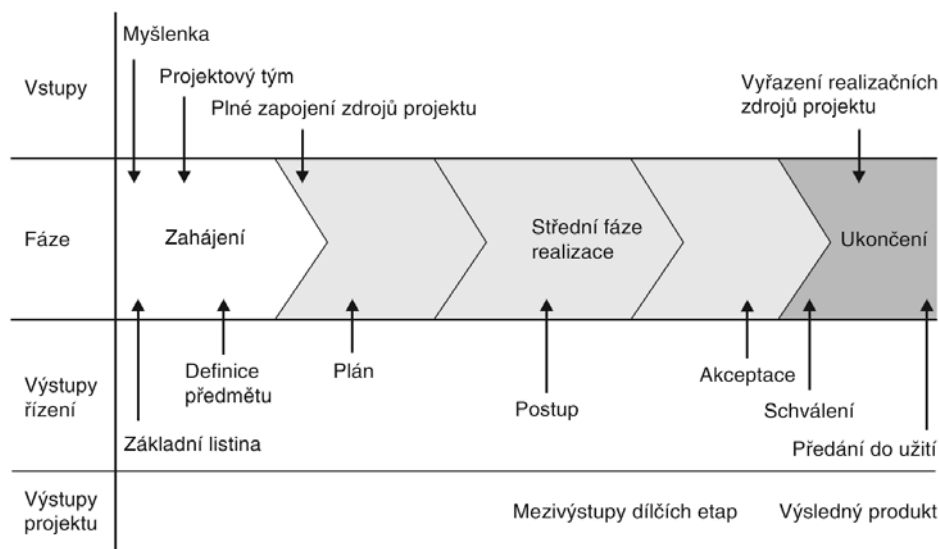 Myšlenka
Projektový tým
Plné zapojení zdrojů projektu
Vyřazení realizačních
zdrojů projektu
Vstupy
Fáze
Zahájení
Střední fáze
realizace
Ukončení
Výstupy
řízení
Základní listina
Definice
předmětu
Plán
Postup
Akceptace
Schválení
Předání do užití
Výstupy
projektu
Mezivýstupy dílčích etap
Výsledný produkt